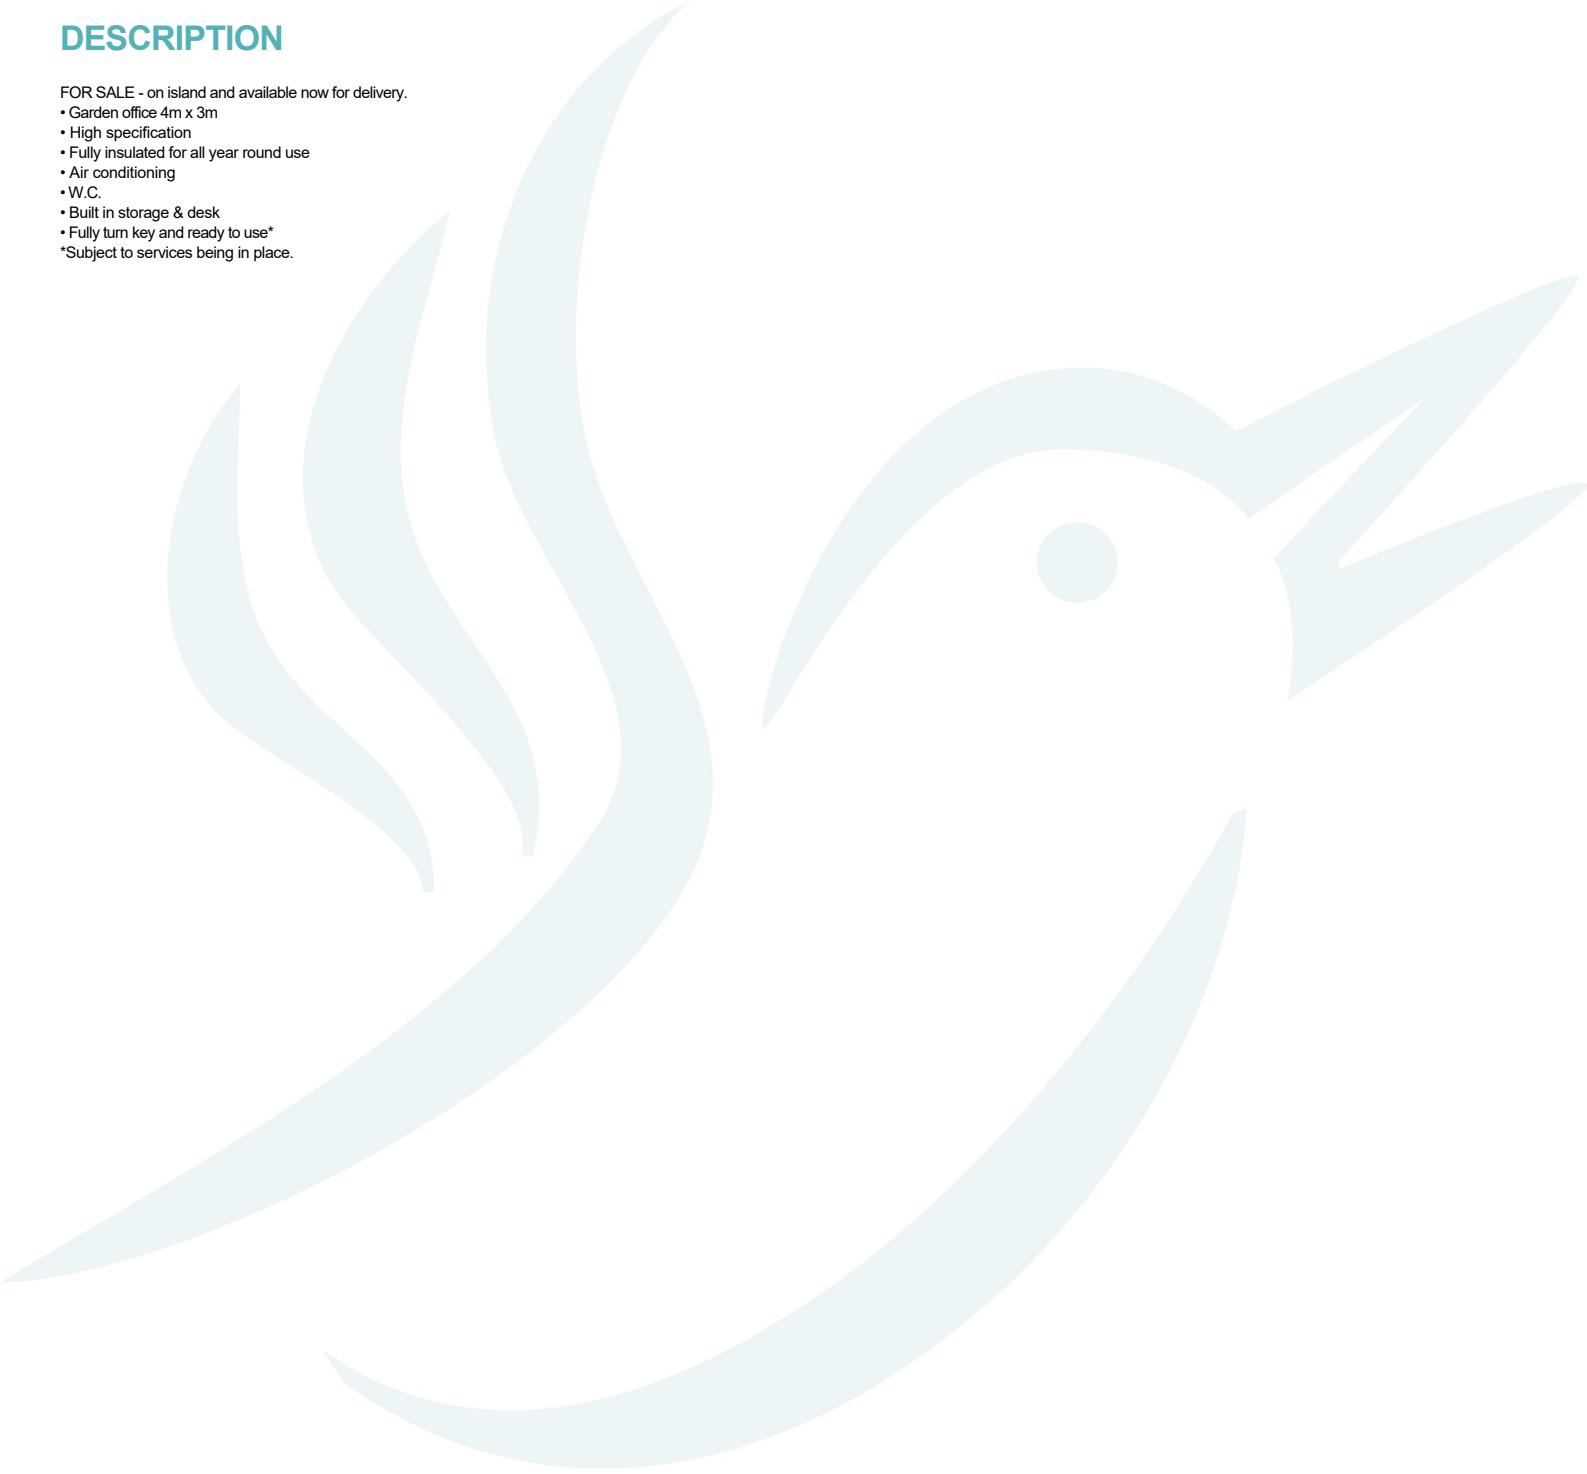 DESCRIPTION
FOR SALE - on island and available now for delivery.
• Garden office 4m x 3m
• High specification
• Fully insulated for all year round use
• Air conditioning
• W.C.
• Built in storage & desk
• Fully turn key and ready to use*
*Subject to services being in place.